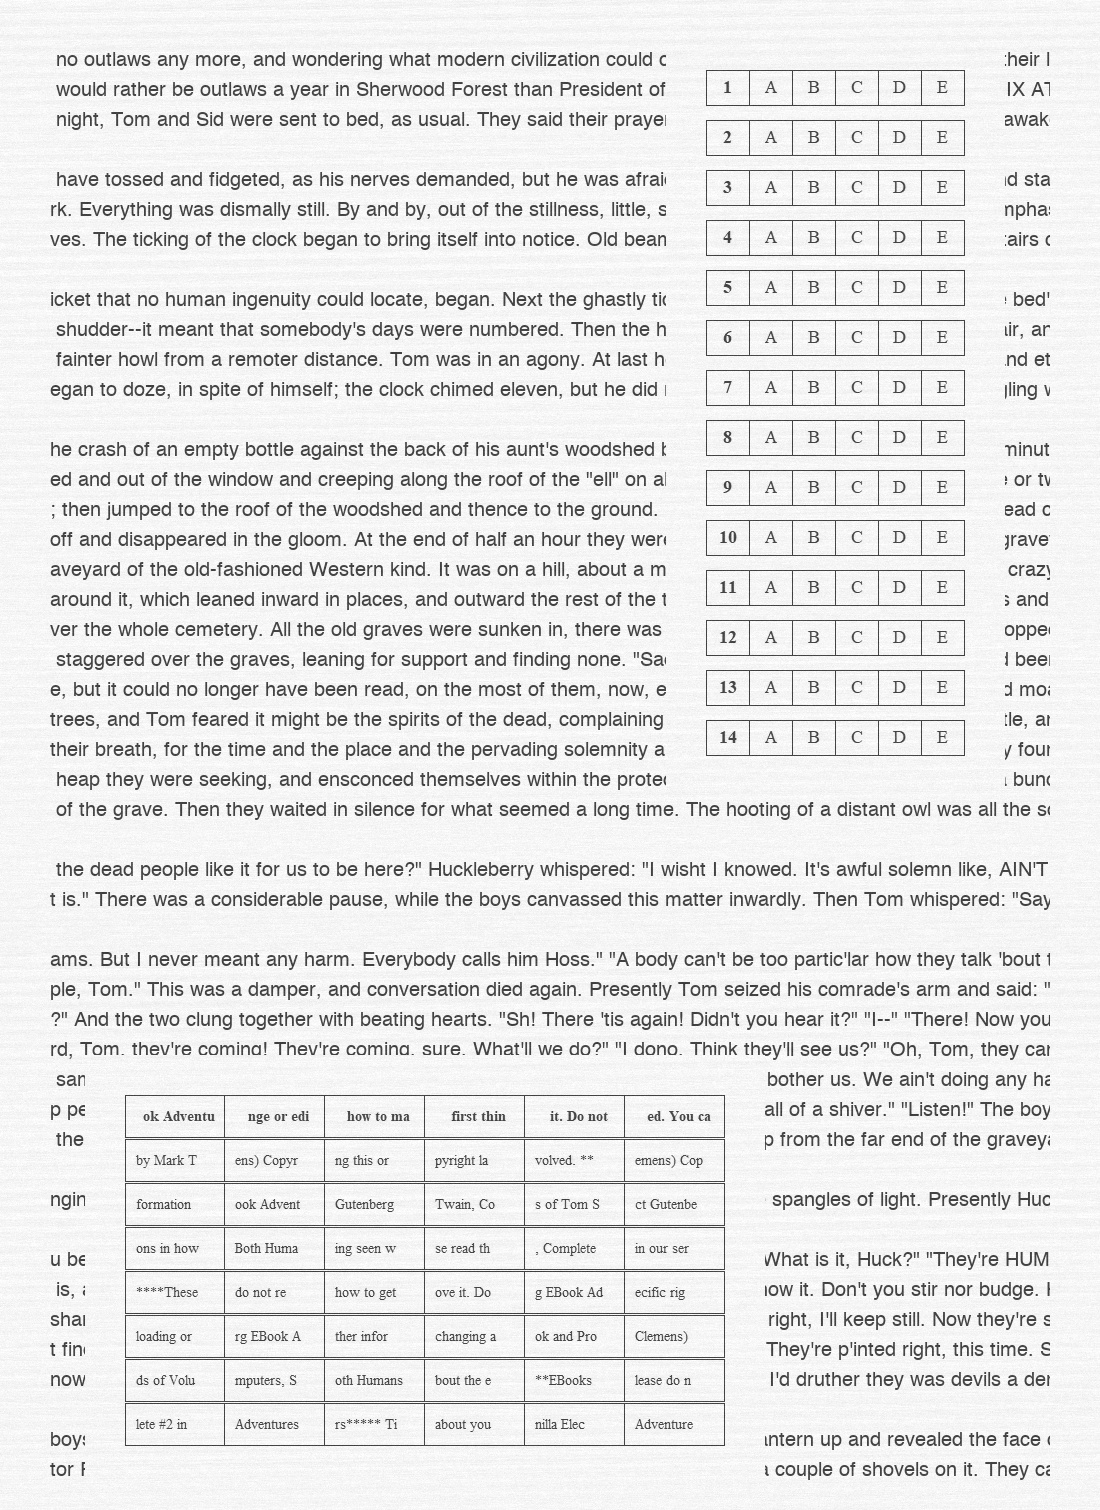 no outlaws any more, and wondering what modern civilization could c their l
would rather be outlaws a year in Sherwood Forest than President of IX AT
night, Tom and Sid were sent to bed, as usual. They said their prayer awak
have tossed and fidgeted, as his nerves demanded, but he was afrai d sta
rk. Everything was dismally still. By and by, out of the stillness, little, s mphas
ves. The ticking of the clock began to bring itself into notice. Old bean airs
icket that no human ingenuity could locate, began. Next the ghastly tic bed'
shudder--it meant that somebody's days were numbered. Then the h air, an
fainter howl from a remoter distance. Tom was in an agony. At last h nd et
egan to doze, in spite of himself; the clock chimed eleven, but he did gling w
he crash of an empty bottle against the back of his aunt's woodshed b minut
ed and out of the window and creeping along the roof of the "ell" on al or tw
; then jumped to the roof of the woodshed and thence to the ground. ead
off and disappeared in the gloom. At the end of half an hour they were grave
aveyard of the old-fashioned Western kind. It was on a hill, about a m crazy
around it, which leaned inward in places, and outward the rest of the t s and
ver the whole cemetery. All the old graves were sunken in, there was oppe
staggered over the graves, leaning for support and finding none. "Sa beer
e, but it could no longer have been read, on the most of them, now, e d moa
trees, and Tom feared it might be the spirits of the dead, complaining tle, an
their breath, for the time and the place and the pervading solemnity a y four
heap they were seeking, and ensconced themselves within the protec bunc
of the grave. Then they waited in silence for what seemed a long time. The hooting of a distant owl was all the so
the dead people like it for us to be here?" Huckleberry whispered: "I wisht I knowed. It's awful solemn like, AIN'T
t is." There was a considerable pause, while the boys canvassed this matter inwardly. Then Tom whispered: "Say
ams. But I never meant any harm. Everybody calls him Hoss." "A body can't be too partic'lar how they talk 'bout t
ple, Tom." This was a damper, and conversation died again. Presently Tom seized his comrade's arm and said: "
?" And the two clung together with beating hearts. "Sh! There 'tis again! Didn't you hear it?" "I--" "There! Now you
rd, Tom, they're coming! They're coming, sure. What'll we do?" "I dono. Think they'll see us?" "Oh, Tom, they can
san bother us. We ain't doing any ha
p pe all of a shiver." "Listen!" The boy
the p from the far end of the graveya
ngin spangles of light. Presently Huc
u be What is it, Huck?" "They're HUM
is, now it. Don't you stir nor budge.
shar right, I'll keep still. Now they're s
t fin They're p'inted right, this time. S
now I'd druther they was devils a der
boys antern up and revealed the face
tor a couple of shovels on it. They ca
1 A B C D E
2 A B C D E
3 A B C D E
4 A B C D E
5 A B C D E
6 A B C D E
7 A B C D E
8 A B C D E
9 A B C D E
10 A B C D E
11 A B C D E
12 A B C D E
13 A B C D E
14 A B C D E
ok Adventu nge or edi how to ma first thin it. Do not ed. You ca
by Mark T ens) Copyr ng this or pyright la volved. ** emens) Cop
formation ook Advent Gutenberg Twain, Co s of Tom S ct Gutenbe
ons in how Both Huma ing seen w se read th , Complete in our ser
****These do not re how to get ove it. Do g EBook Ad ecific rig
loading or rg EBook A ther infor changing a ok and Pro Clemens)
ds of Volu mputers, S oth Humans bout the e **EBooks lease do n
lete #2 in Adventures rs***** Ti about you nilla Elec Adventure